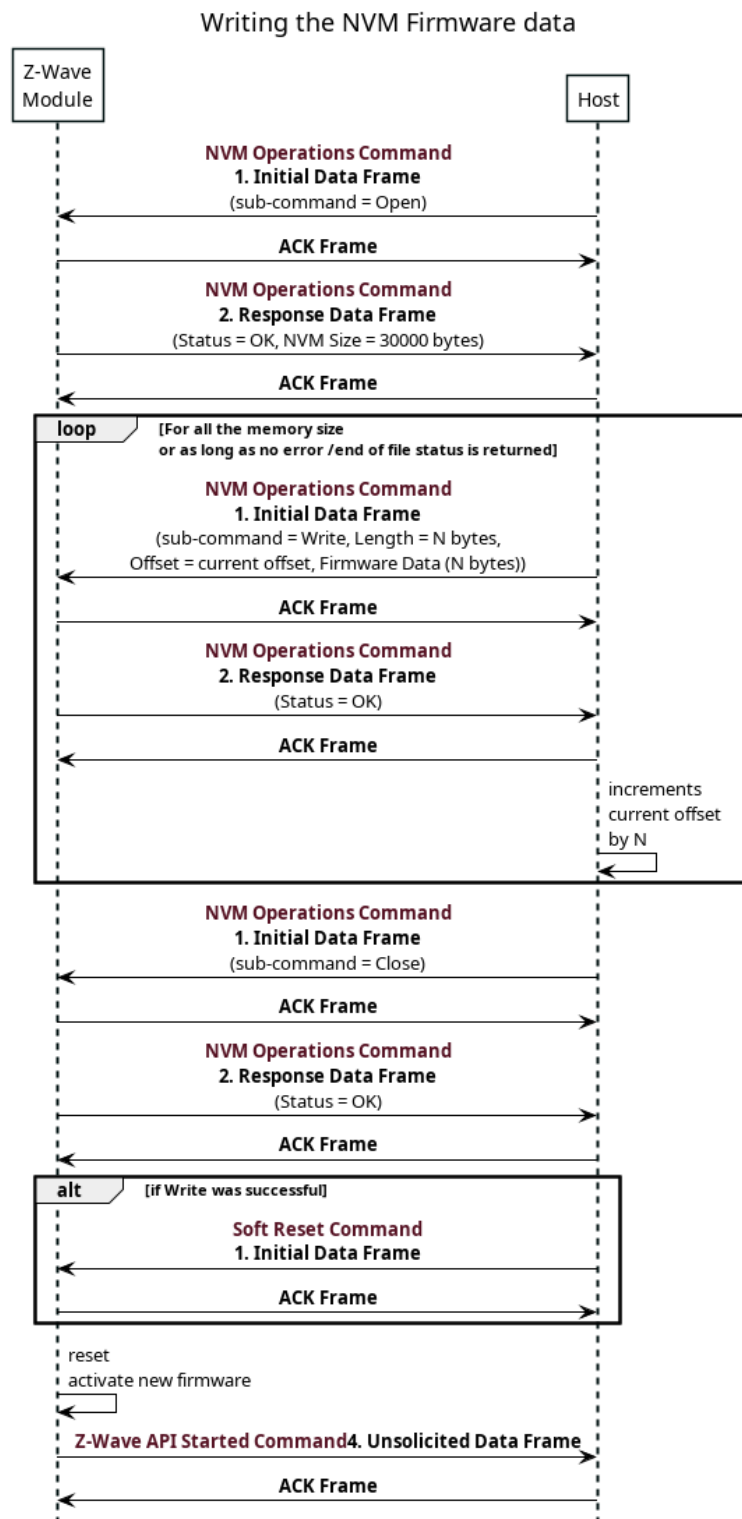 Writing the NVM Firmware data
Z-Wave
Module
Host
NVM Operations Command
1. Initial Data Frame
(sub-command = Open)
ACK Frame
NVM Operations Command
2. Response Data Frame
(Status = OK, NVM Size = 30000 bytes)
ACK Frame
loop
[For all the memory size
or as long as no error /end of file status is returned]
NVM Operations Command
1. Initial Data Frame
(sub-command = Write, Length = N bytes,
Offset = current offset, Firmware Data (N bytes))
ACK Frame
NVM Operations Command
2. Response Data Frame
(Status = OK)
ACK Frame
increments
current offset
by N
NVM Operations Command
1. Initial Data Frame
(sub-command = Close)
ACK Frame
NVM Operations Command
2. Response Data Frame
(Status = OK)
ACK Frame
alt
[if Write was successful]
Soft Reset Command
1. Initial Data Frame
ACK Frame
reset
activate new firmware
Z-Wave API Started Command4. Unsolicited Data Frame
ACK Frame